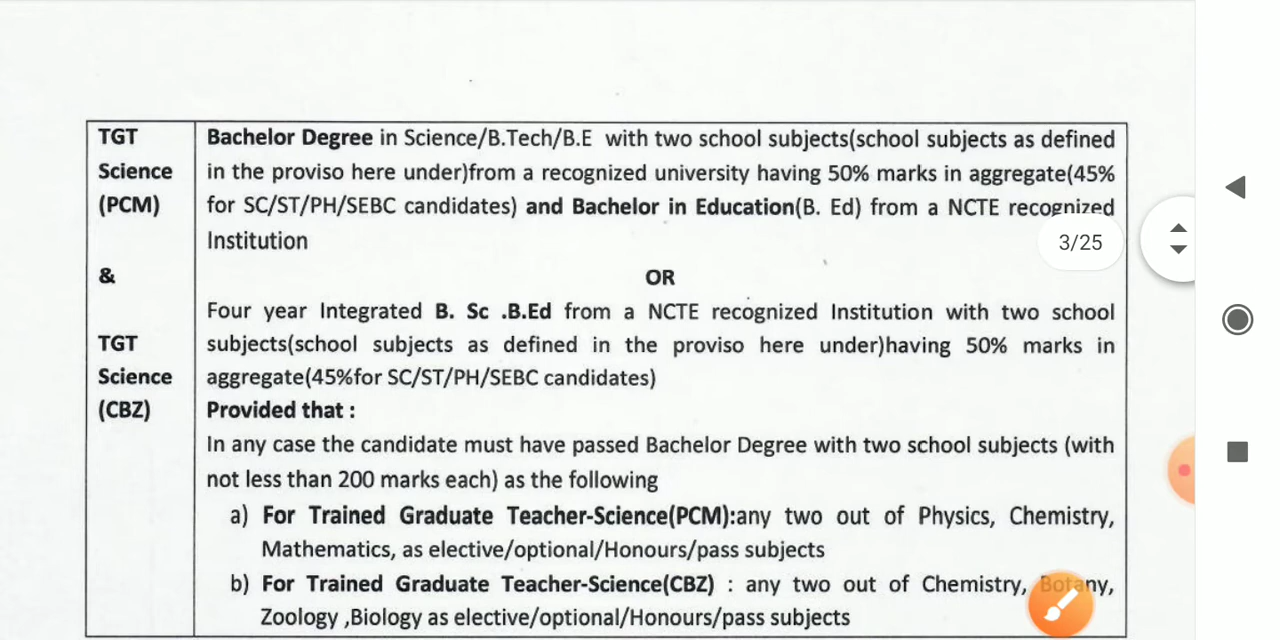 TGT
Science
(PCM)
&
TGT
Science
(CBZ)
Bachelor Degree in Science/B.Tech/B.E with two school subjects(school subjects as defined
in the proviso here under)from a recognized university having 50% marks in aggregate(45%
for SC/ST/PH/SEBC candidates) and Bachelor in Education(B. Ed) from a NCTE recognized
Institution
3/25
OR
Four year Integrated B. Sc .B.Ed from a NCTE recognized Institution with two school
subjects(school subjects as defined in the proviso here under)having 50% marks in
aggregate(45%for SC/ST/PH/SEBC candidates)
Provided that :
In any case the candidate must have passed Bachelor Degree with two school subjects (with
not less than 200 marks each) as the following
a) For Trained Graduate Teacher-Science(PCM):any two out of Physics, Chemistry,
Mathematics, as elective/optional/Honours/pass subjects
b) For Trained Graduate Teacher-Science(CBZ) : any two out of Chemistry, Botany,
Zoology ,Biology as elective/optional/Honours/pass subjects